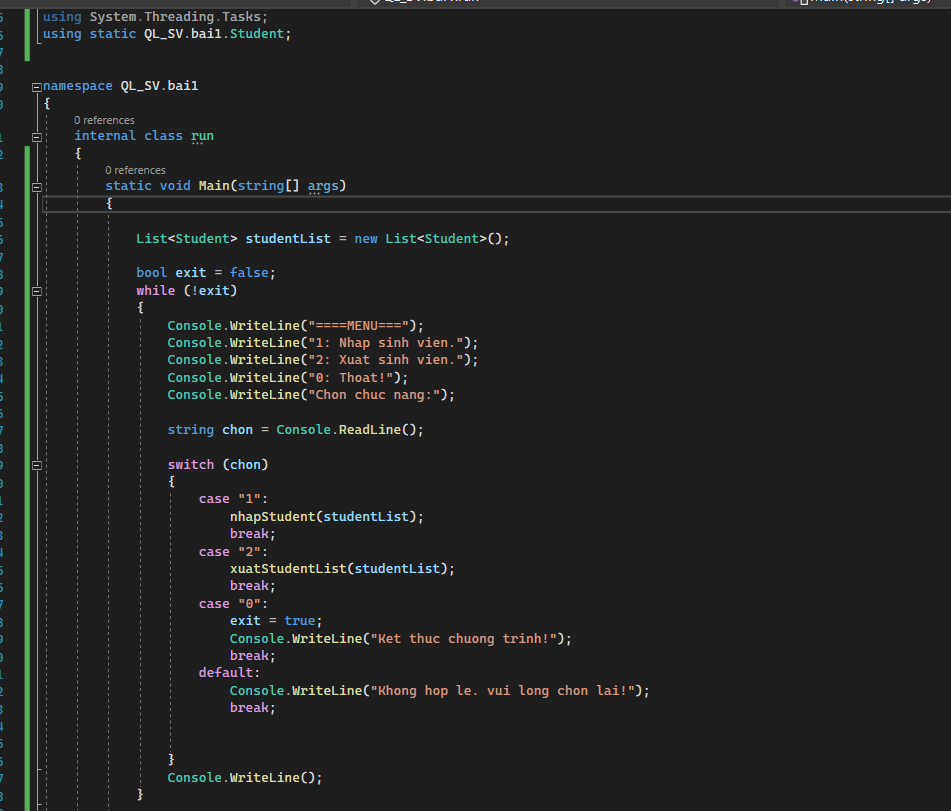 using System.Threading.Tasks;
using static QL_SV.bai1.Student;
namespace QL_SV.bai1
{
0 references
internal class run
{
0 references
static void Main(string[] args)
{
List<Student> studentList = new List<Student>();
bool exit = false;
while (!exit)
{
Console.WriteLine("====MENU===");
Console.WriteLine("1: Nhap sinh vien.");
Console.WriteLine("2: Xuat sinh vien.");
Console.WriteLine("0: Thoat!");
Console.WriteLine("Chon chuc nang:");
string chon = Console.ReadLine();
switch (chon)
{
case "1":
nhapStudent(studentList);
break;
case "2":
xuatStudentList(studentList);
break;
case "0":
exit = true;
Console.WriteLine("Ket thuc chuong trinh!");
break;
default:
Console.WriteLine("Khong hop le. vui long chon lai!");
break;
}
Console.WriteLine();
}